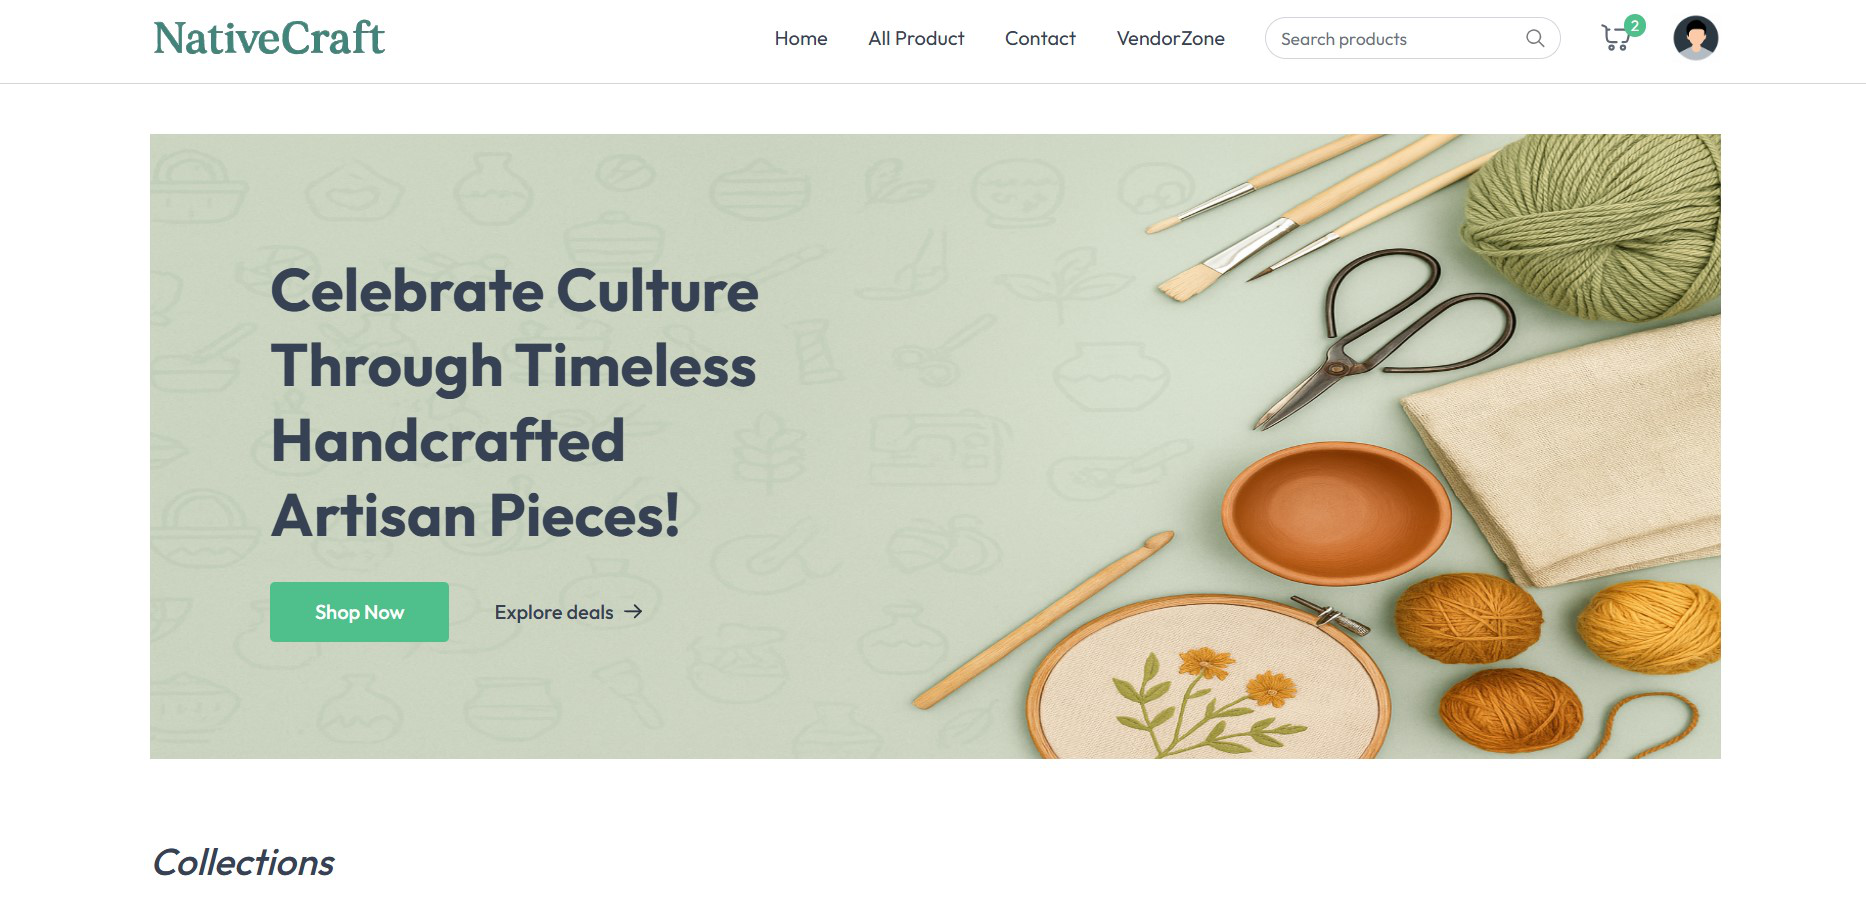 NativeCraft
Home
All Product
Contact
VendorZone
Search products
2
Celebrate Culture
Through Timeless
Handcrafted
Artisan Pieces!
Shop Now
Explore deals
Collections